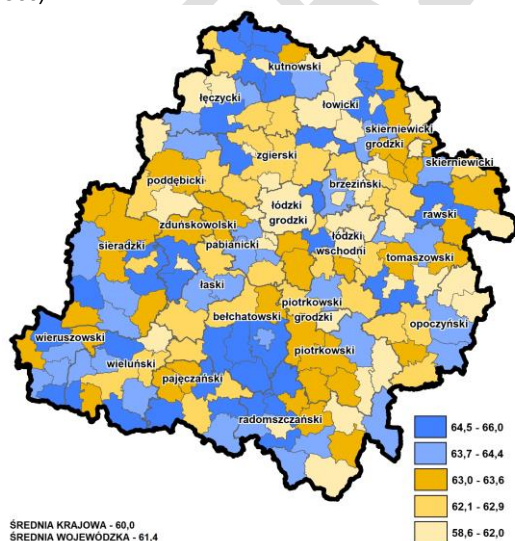 kutnowski
łęczycki
łowicki
skierniewicki
grodzki
skierniewicki
zgierski
poddębicki
brzeziński
łódzki
grodzki
rawski
zduńskowolski
łódzki
wschodni
sieradzki
pabianicki
tomaszowski
łaski
piotrkowski
grodzki
bełchatowski
opoczyński
wieruszowski
piotrkowski
wieluński
pajęczański
radomszczański
64,5 - 66,0
63,7 - 64,4
63,0 - 63,6
62,1 - 62,9
58,6 - 62,0
ŚREDNIA KRAJOWA - 60,0
ŚREDNIA WOJEWÓDZKA - 61,4